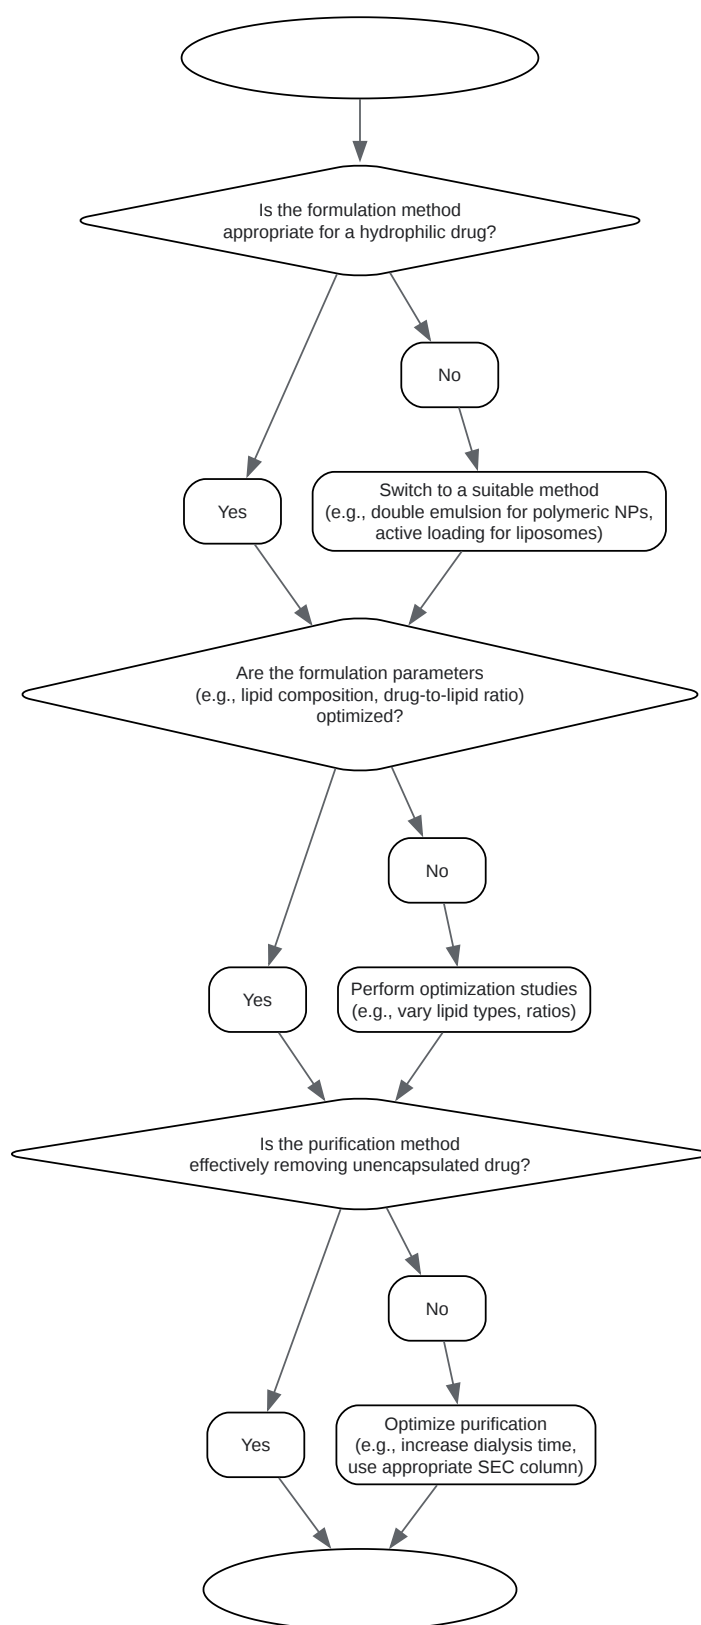 Is the formulation method
appropriate for a hydrophilic drug?
No
Switch to a suitable method
(e.g., double emulsion for polymeric NPs,
active loading for liposomes)
Yes
Are the formulation parameters
(e.g., lipid composition, drug-to-lipid ratio)
optimized?
No
Yes
Perform optimization studies
(e.g., vary lipid types, ratios)
Is the purification method
effectively removing unencapsulated drug?
No
Yes
Optimize purification
(e.g., increase dialysis time,
use appropriate SEC column)